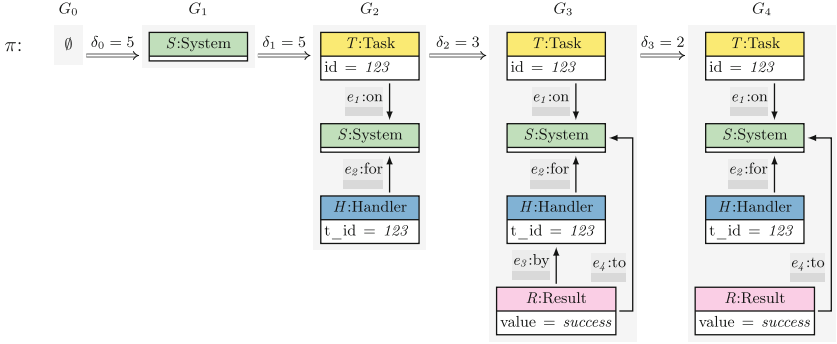 G₀ G₁ G₂ G₃ G₄
π: ∅ δ₀ = 5 S:System δ₁ = 5 T:Task δ₂ = 3 T:Task δ₃ = 2 T:Task
id = 123 id = 123 id = 123
e₁:on e₁:on e₁:on
S:System S:System S:System
e₂:for e₂:for e₂:for
H:Handler H:Handler H:Handler
t_id = 123 t_id = 123 t_id = 123
e₃:by e₄:to e₄:to
R:Result R:Result
value = success value = success